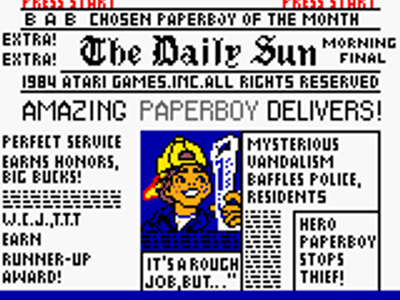 PRESS START PRESS START
B A B CHOSEN PAPERBOY OF THE MONTH
EXTRA!
EXTRA!
The Daily Sun
MORNING
FINAL
1984 ATARI GAMES.INC.ALL RIGHTS RESERVED
AMAZING PAPERBOY DELIVERS!
PERFECT SERVICE
EARNS HONORS,
BIG BUCKS!
W.C.J.,T.T.T
EARN
RUNNER-UP
AWARD!
IT'S A ROUGH
JOB,BUT..."
MYSTERIOUS
VANDALISM
BAFFLES POLICE,
RESIDENTS
HERO
PAPERBOY
STOPS
THIEF!